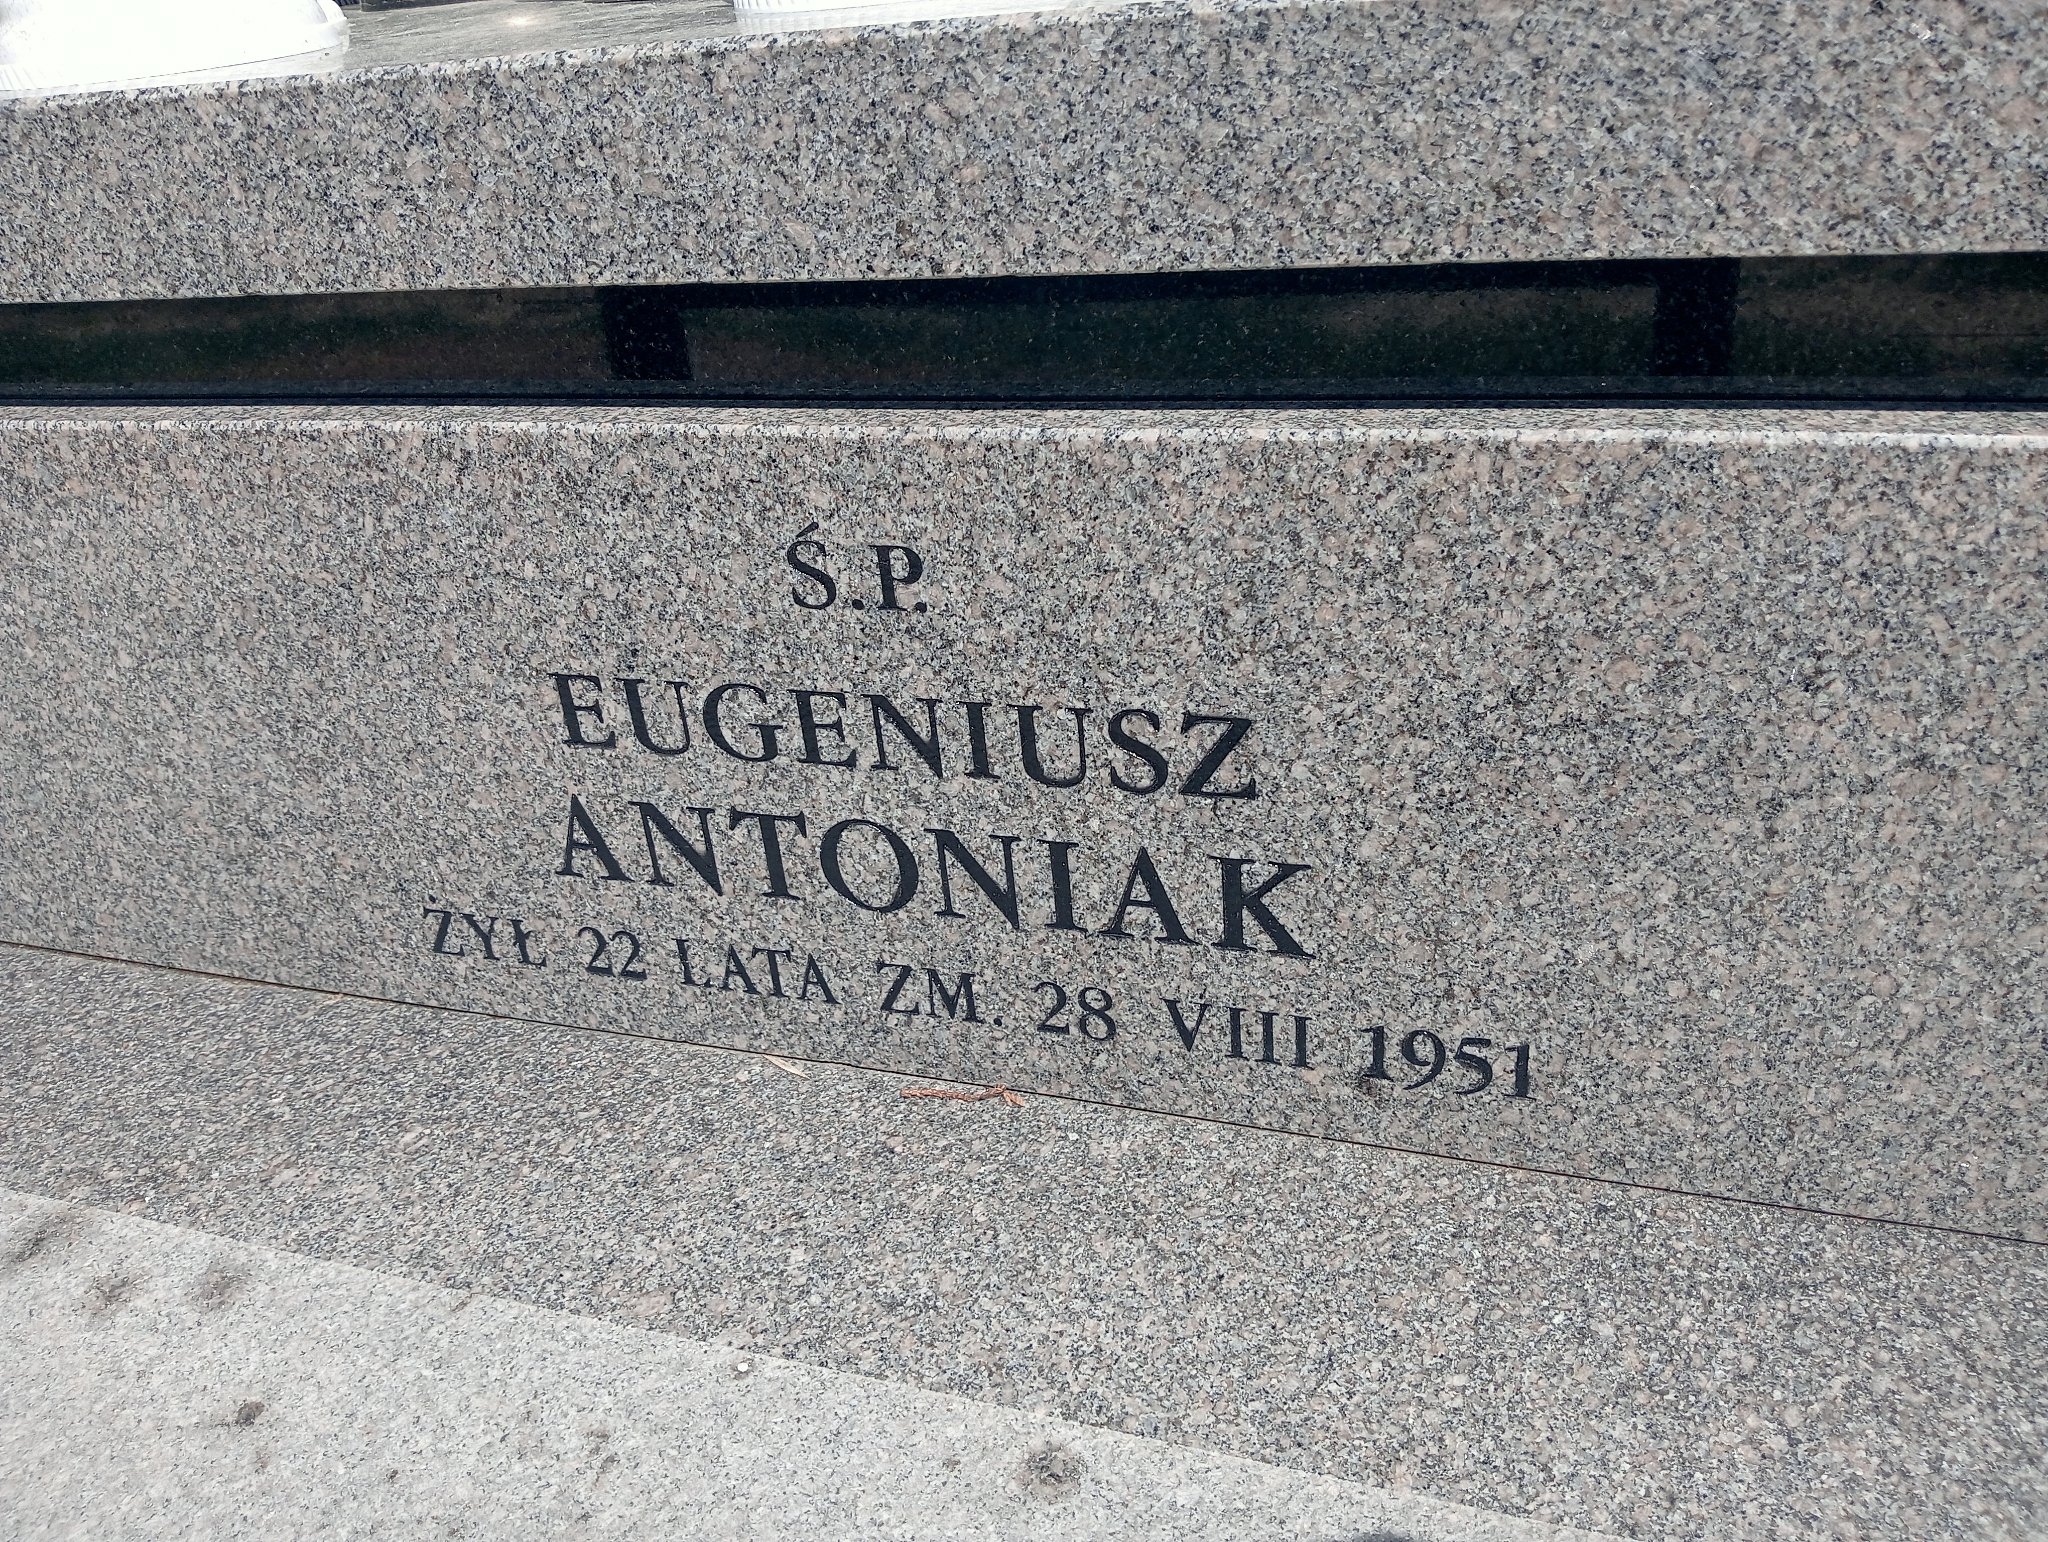 Ś.P.
EUGENIUSZ
ANTONIAK
ŻYŁ 22 LATA ZM. 28 VIII 1951